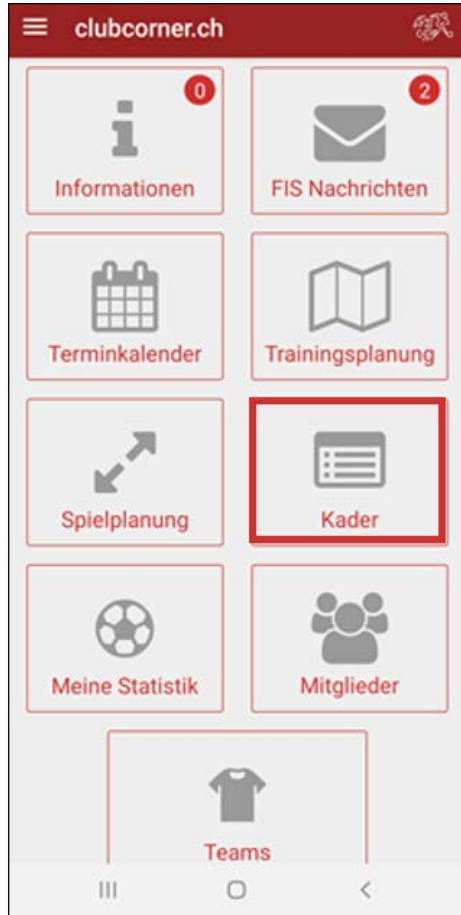 clubcorner.ch
0
2
Informationen
FIS Nachrichten
Terminkalender
Trainingsplanung
Spielplanung
Kader
Meine Statistik
Mitglieder
Teams